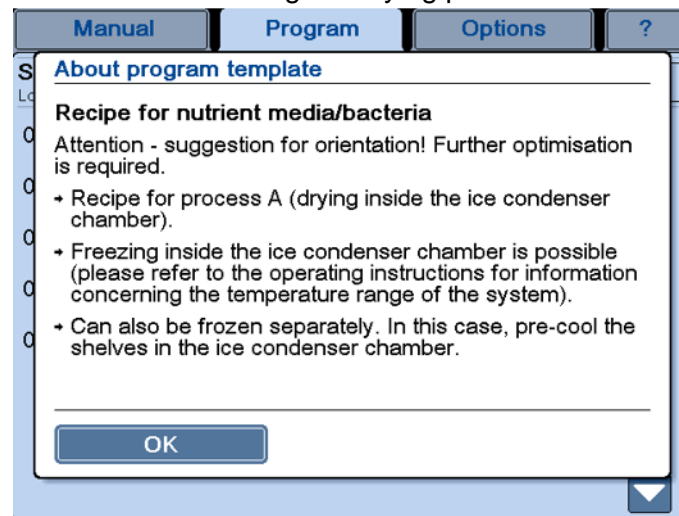 Manual Program Options ?
S
Lo
About program template
Recipe for nutrient media/bacteria
Attention - suggestion for orientation! Further optimisation
is required.
→ Recipe for process A (drying inside the ice condenser
chamber).
→ Freezing inside the ice condenser chamber is possible
(please refer to the operating instructions for information
concerning the temperature range of the system).
→ Can also be frozen separately. In this case, pre-cool the
shelves in the ice condenser chamber.
OK